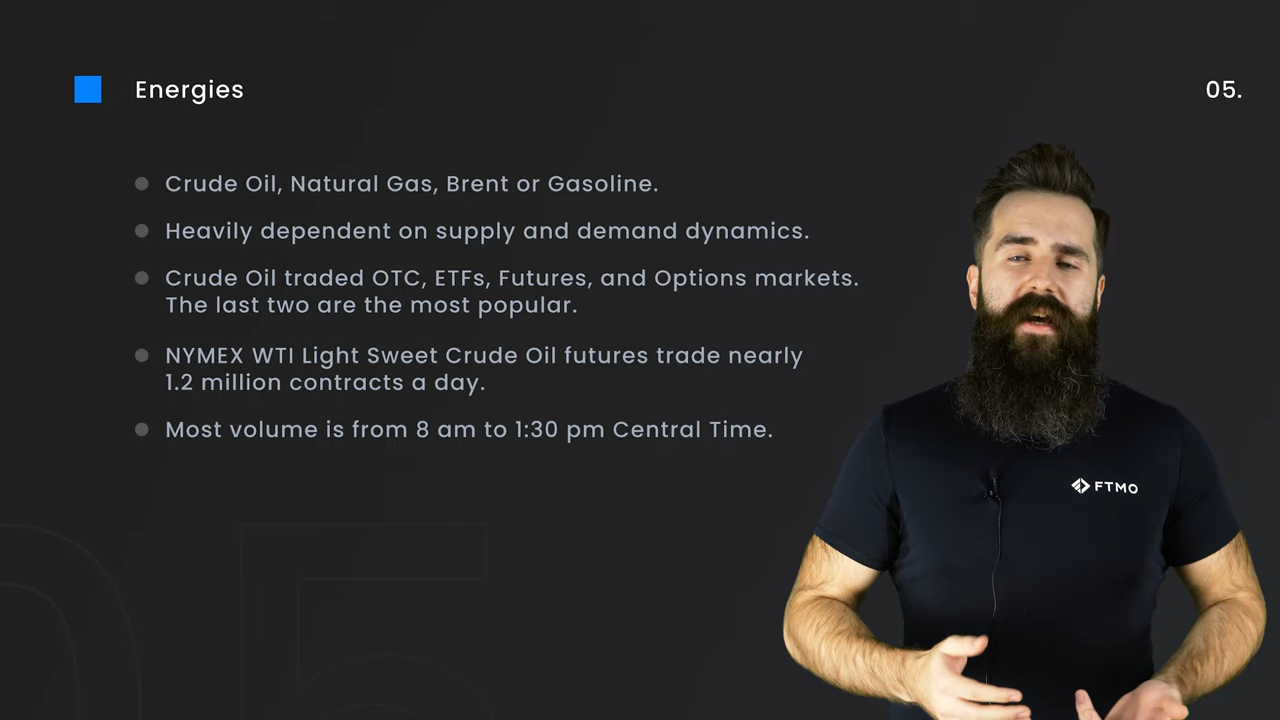 Energies
05.
Crude Oil, Natural Gas, Brent or Gasoline.
Heavily dependent on supply and demand dynamics.
Crude Oil traded OTC, ETFs, Futures, and Options markets.
The last two are the most popular.
NYMEX WTI Light Sweet Crude Oil futures trade nearly
1.2 million contracts a day.
Most volume is from 8 am to 1:30 pm Central Time.
FTMO
05